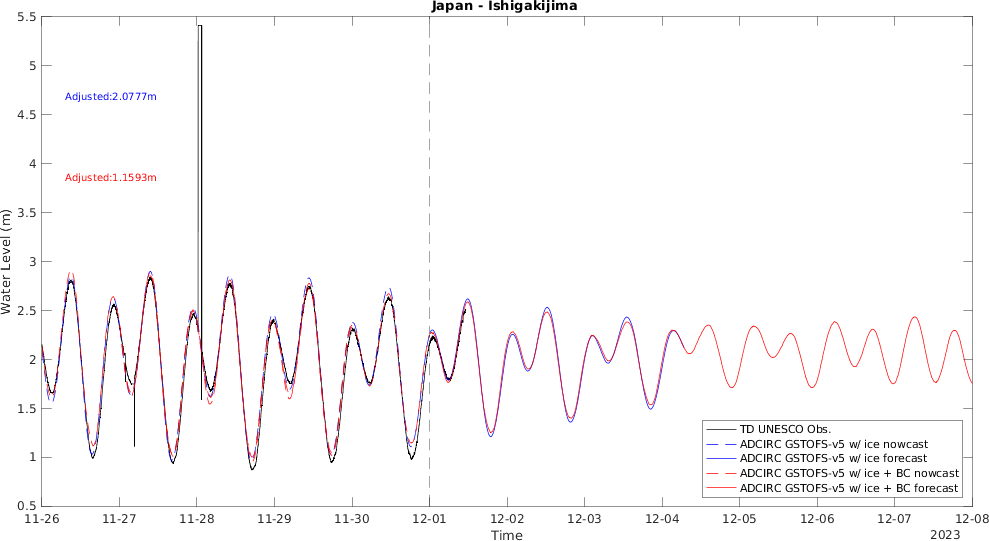 Japan - Ishigakijima
5.5
5
4.5
4
3.5
3
2.5
2
1.5
1
0.5
Water Level (m)
Adjusted:2.0777m
Adjusted:1.1593m
TD UNESCO Obs.
ADCIRC GSTOFS-v5 w/ ice nowcast
ADCIRC GSTOFS-v5 w/ ice forecast
ADCIRC GSTOFS-v5 w/ ice + BC nowcast
ADCIRC GSTOFS-v5 w/ ice + BC forecast
11-26 11-27 11-28 11-29 11-30 12-01 12-02 12-03 12-04 12-05 12-06 12-07 12-08
Time
2023